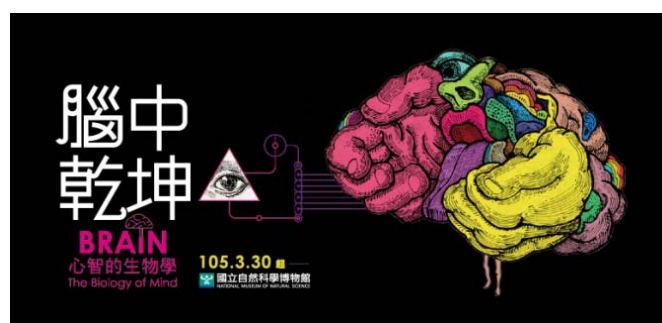 腦中
乾坤
BRAIN
心智的生物學
The Biology of Mind
105.3.30 起
國立自然科學博物館
NATIONAL MUSEUM OF NATURAL SCIENCE